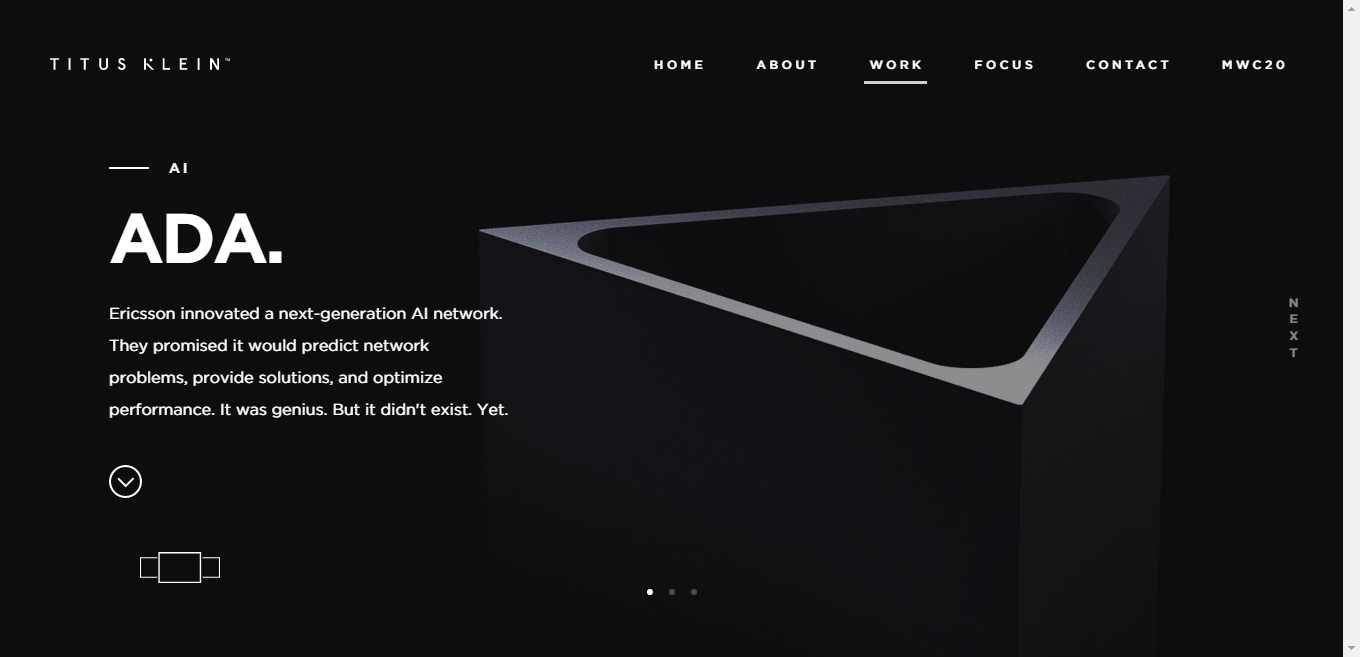 TITUS KLEIN™
HOME ABOUT WORK FOCUS CONTACT MWC20
AI
ADA.
Ericsson innovated a next-generation AI network.
They promised it would predict network
problems, provide solutions, and optimize
performance. It was genius. But it didn't exist. Yet.
NEXT